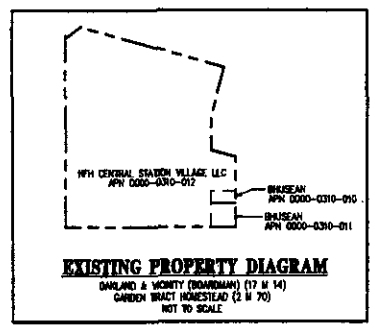 HFH CENTRAL STATION VILLAGE LLC
APN 0000-0310-012
BHUSEAN
APN 0000-0310-010
BHUSEAN
APN 0000-0310-011
EXISTING PROPERTY DIAGRAM
OAKLAND & VICINITY (BOARDMAN) (17 M 14)
GARDEN TRACT HOMESTEAD (2 M 70)
NOT TO SCALE